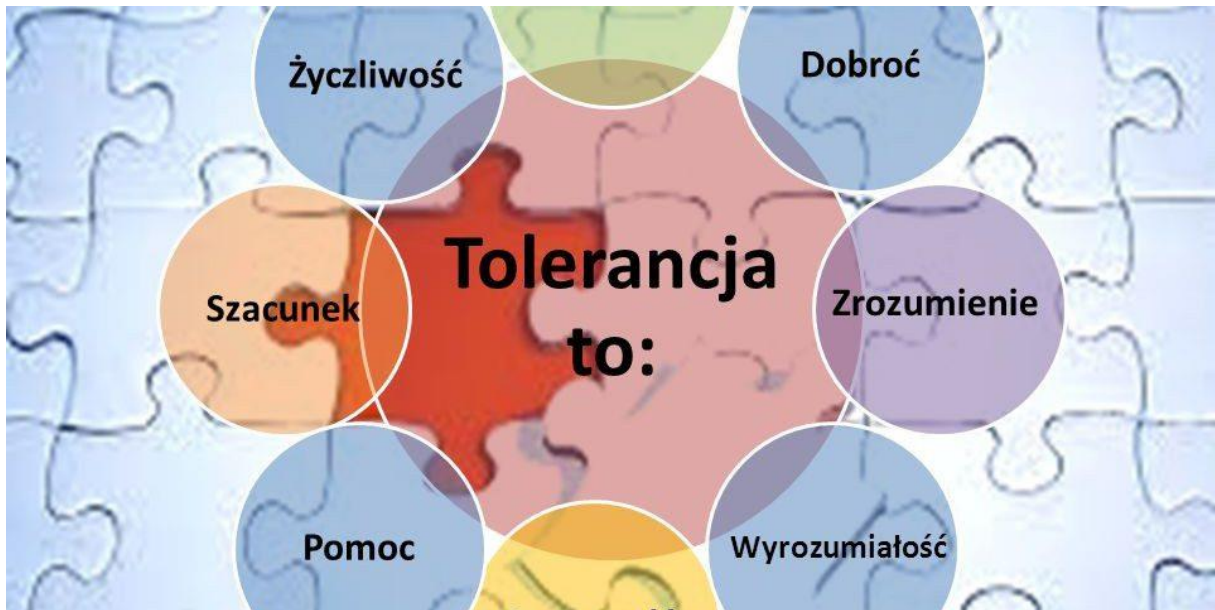 Życzliwość
Dobroć
Tolerancja
to:
Szacunek
Zrozumienie
Pomoc
Wyrozumiałość